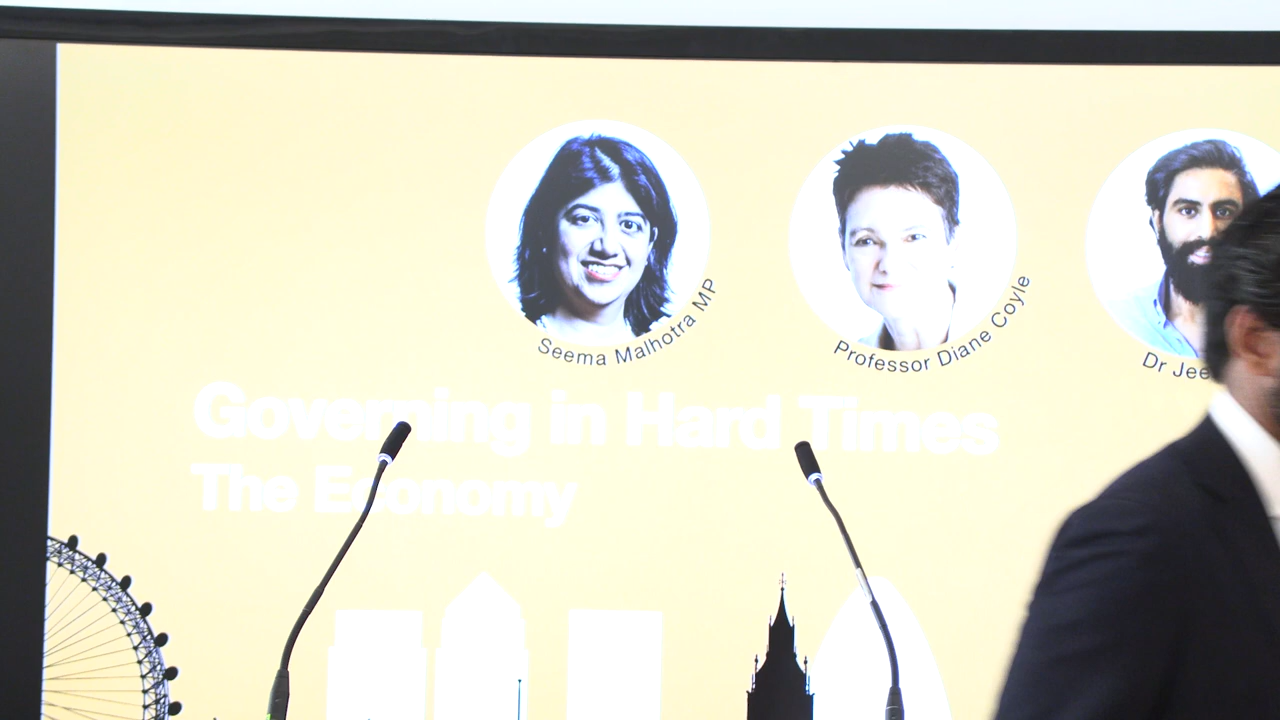 Seema Malhotra MP
Professor Diane Coyle
Dr Jee
Governing in Hard Times
The Economy